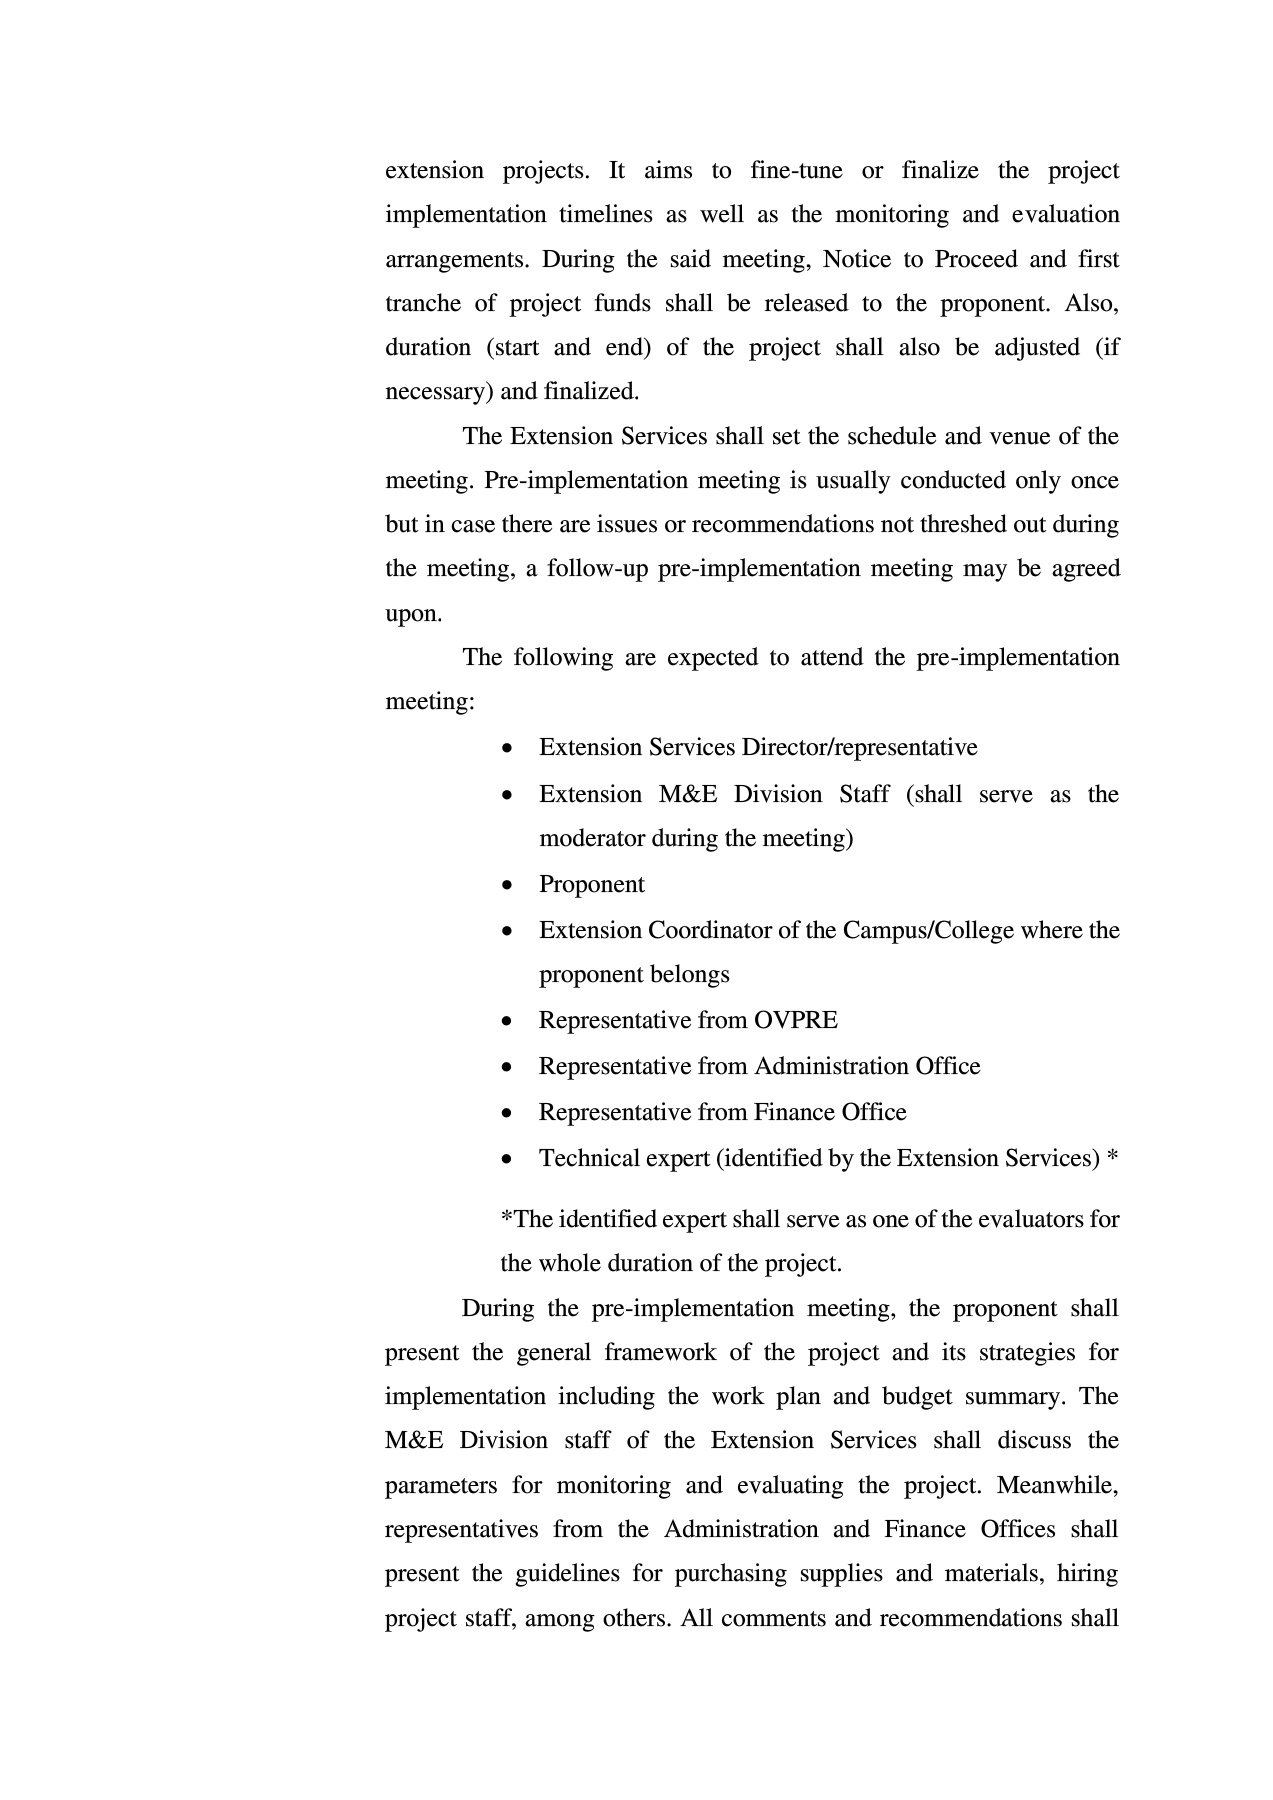 extension projects. It aims to fine-tune or finalize the project
implementation timelines as well as the monitoring and evaluation
arrangements. During the said meeting, Notice to Proceed and first
tranche of project funds shall be released to the proponent. Also,
duration (start and end) of the project shall also be adjusted (if
necessary) and finalized.
The Extension Services shall set the schedule and venue of the
meeting. Pre-implementation meeting is usually conducted only once
but in case there are issues or recommendations not threshed out during
the meeting, a follow-up pre-implementation meeting may be agreed
upon.
The following are expected to attend the pre-implementation
meeting:
• Extension Services Director/representative
• Extension M&E Division Staff (shall serve as the
moderator during the meeting)
• Proponent
• Extension Coordinator of the Campus/College where the
proponent belongs
• Representative from OVPRE
• Representative from Administration Office
• Representative from Finance Office
• Technical expert (identified by the Extension Services) *
*The identified expert shall serve as one of the evaluators for
the whole duration of the project.
During the pre-implementation meeting, the proponent shall
present the general framework of the project and its strategies for
implementation including the work plan and budget summary. The
M&E Division staff of the Extension Services shall discuss the
parameters for monitoring and evaluating the project. Meanwhile,
representatives from the Administration and Finance Offices shall
present the guidelines for purchasing supplies and materials, hiring
project staff, among others. All comments and recommendations shall